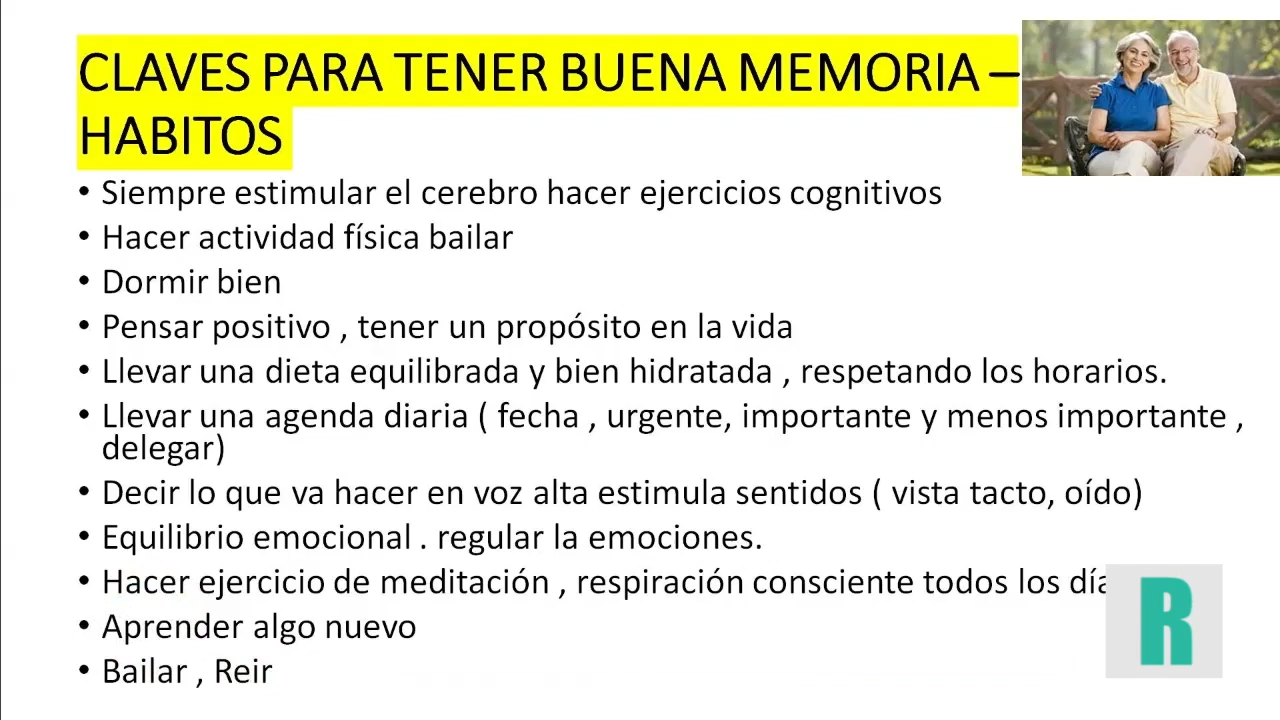 CLAVES PARA TENER BUENA MEMORIA –
HABITOS
• Siempre estimular el cerebro hacer ejercicios cognitivos
• Hacer actividad física bailar
• Dormir bien
• Pensar positivo , tener un propósito en la vida
• Llevar una dieta equilibrada y bien hidratada , respetando los horarios.
• Llevar una agenda diaria ( fecha , urgente, importante y menos importante ,
delegar)
• Decir lo que va hacer en voz alta estimula sentidos ( vista tacto, oído)
• Equilibrio emocional . regular la emociones.
• Hacer ejercicio de meditación , respiración consciente todos los
• Aprender algo nuevo
• Bailar , Reir
R